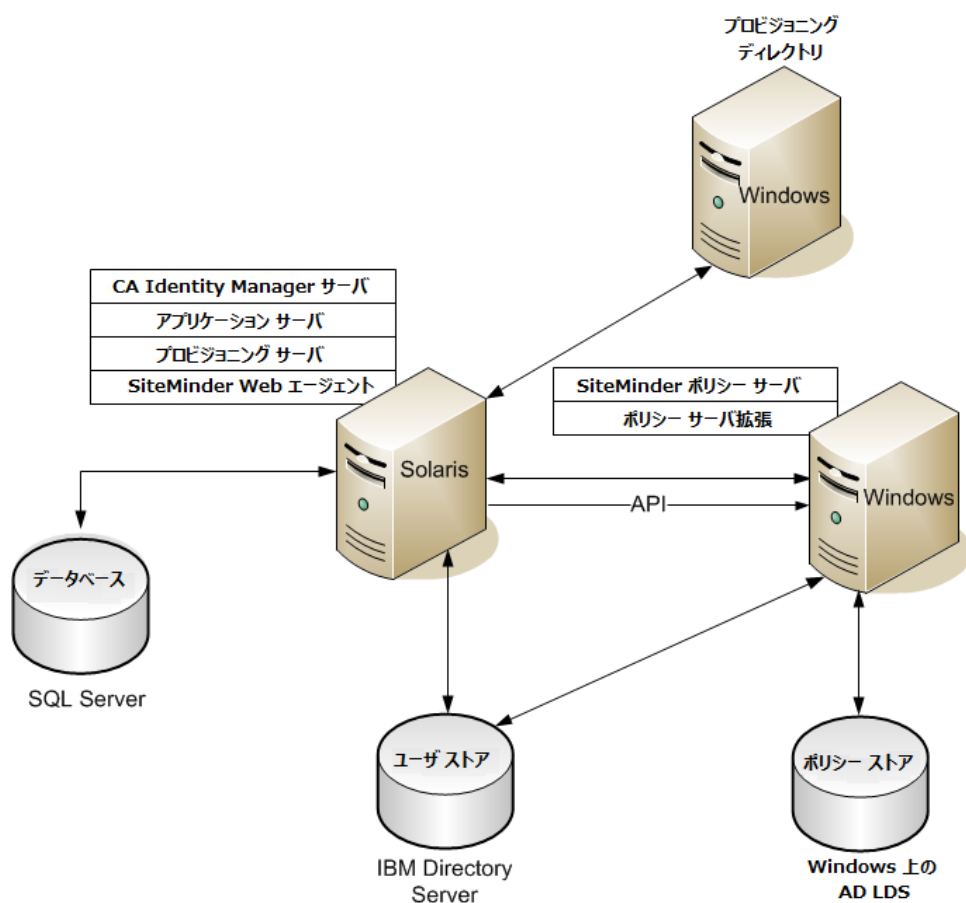 プロビジョニング
ディレクトリ
Windows
CA Identity Manager サーバ
アプリケーション サーバ
プロビジョニング サーバ
SiteMinder Web エージェント
SiteMinder ポリシー サーバ
ポリシー サーバ拡張
Solaris
Windows
API
データベース
SQL Server
ユーザ ストア
IBM Directory
Server
ポリシー ストア
Windows 上の
AD LDS